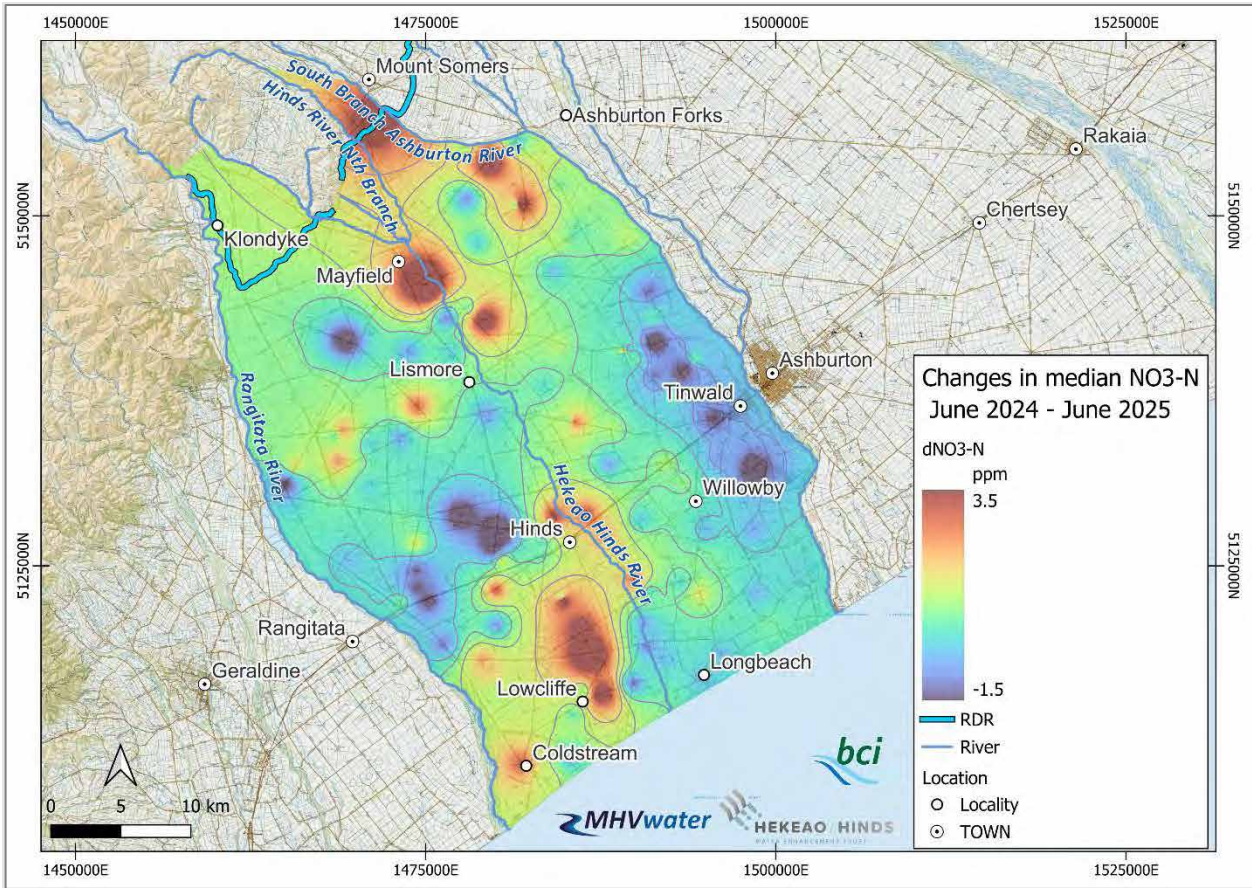 1450000E
1475000E
1500000E
1525000E
Mount Somers
South Branch Ashburton River
Hinds River Nth Branch
Ashburton Forks
Rakaia
5150000N
5150000N
Klondyke
Chertsey
Mayfield
Lismore
Ashburton
Tinwald
Rangitata River
Hekeao Hinds River
Willowby
Hinds
5125000N
5125000N
Rangitata
Geraldine
Longbeach
Lowcliffe
Coldstream
Changes in median NO3-N
June 2024 - June 2025
dNO3-N
ppm
3.5
-1.5
RDR
River
Location
Locality
TOWN
0 5 10 km
bci
MHVwater
HEKEAO HINDS
WATER ENHANCEMENT TRUST
1450000E
1475000E
1500000E
1525000E